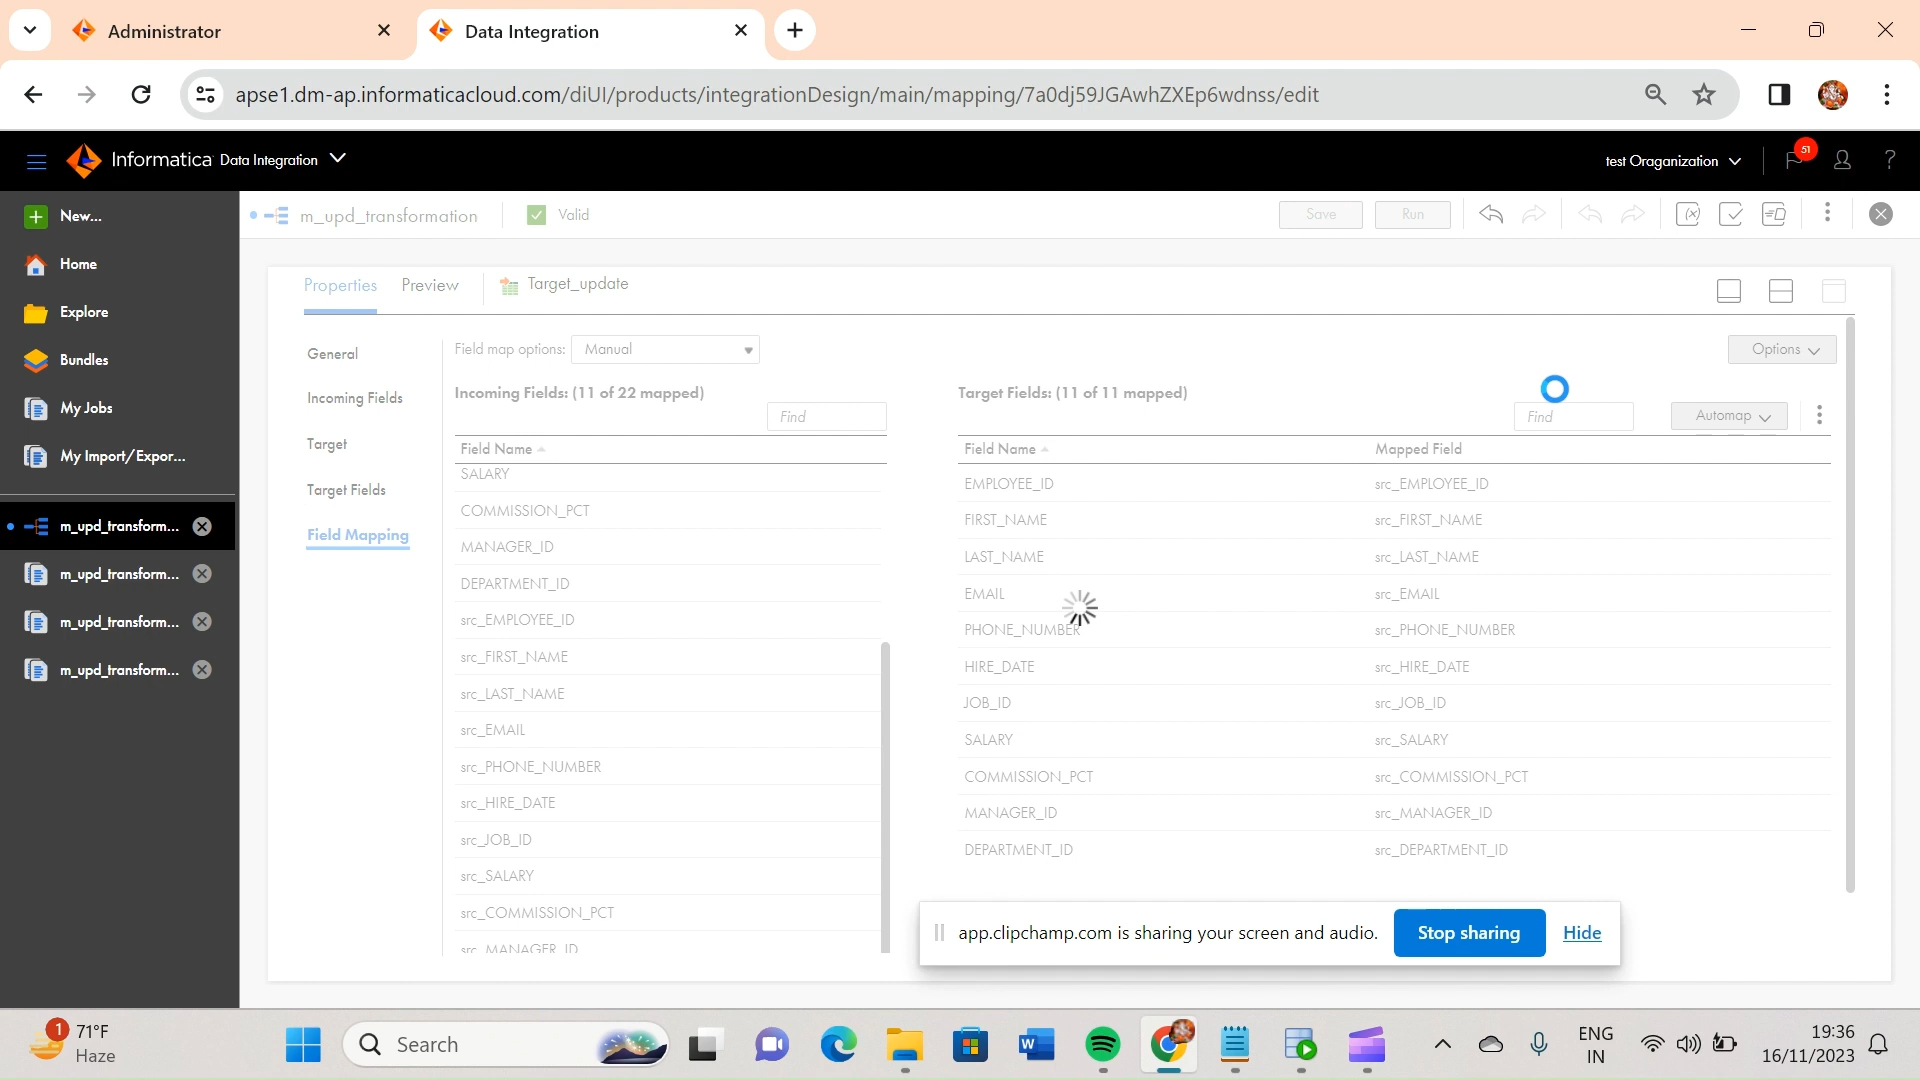 Administrator
Data Integration
apse1.dm-ap.informaticacloud.com/diUI/products/integrationDesign/main/mapping/7a0dj59JGAwhZXEp6wdnss/edit
Informatica Data Integration
test Oraganization
51
New...
Home
Explore
Bundles
My Jobs
My Import/Expor...
m_upd_transform...
m_upd_transform...
m_upd_transform...
m_upd_transform...
m_upd_transformation
Valid
Save
Run
Properties
Preview
Target_update
General
Incoming Fields
Target
Target Fields
Field Mapping
Field map options:
Manual
Options
Incoming Fields: (11 of 22 mapped)
Find
Field Name
SALARY
COMMISSION_PCT
MANAGER_ID
DEPARTMENT_ID
src_EMPLOYEE_ID
src_FIRST_NAME
src_LAST_NAME
src_EMAIL
src_PHONE_NUMBER
src_HIRE_DATE
src_JOB_ID
src_SALARY
src_COMMISSION_PCT
src_MANAGER_ID
Target Fields: (11 of 11 mapped)
Find
Automap
Field Name Mapped Field
EMPLOYEE_ID src_EMPLOYEE_ID
FIRST_NAME src_FIRST_NAME
LAST_NAME src_LAST_NAME
EMAIL src_EMAIL
PHONE_NUMBER src_PHONE_NUMBER
HIRE_DATE src_HIRE_DATE
JOB_ID src_JOB_ID
SALARY src_SALARY
COMMISSION_PCT src_COMMISSION_PCT
MANAGER_ID src_MANAGER_ID
DEPARTMENT_ID src_DEPARTMENT_ID
app.clipchamp.com is sharing your screen and audio.
Stop sharing
Hide
1
71°F
Haze
Search
ENG
IN
19:36
16/11/2023